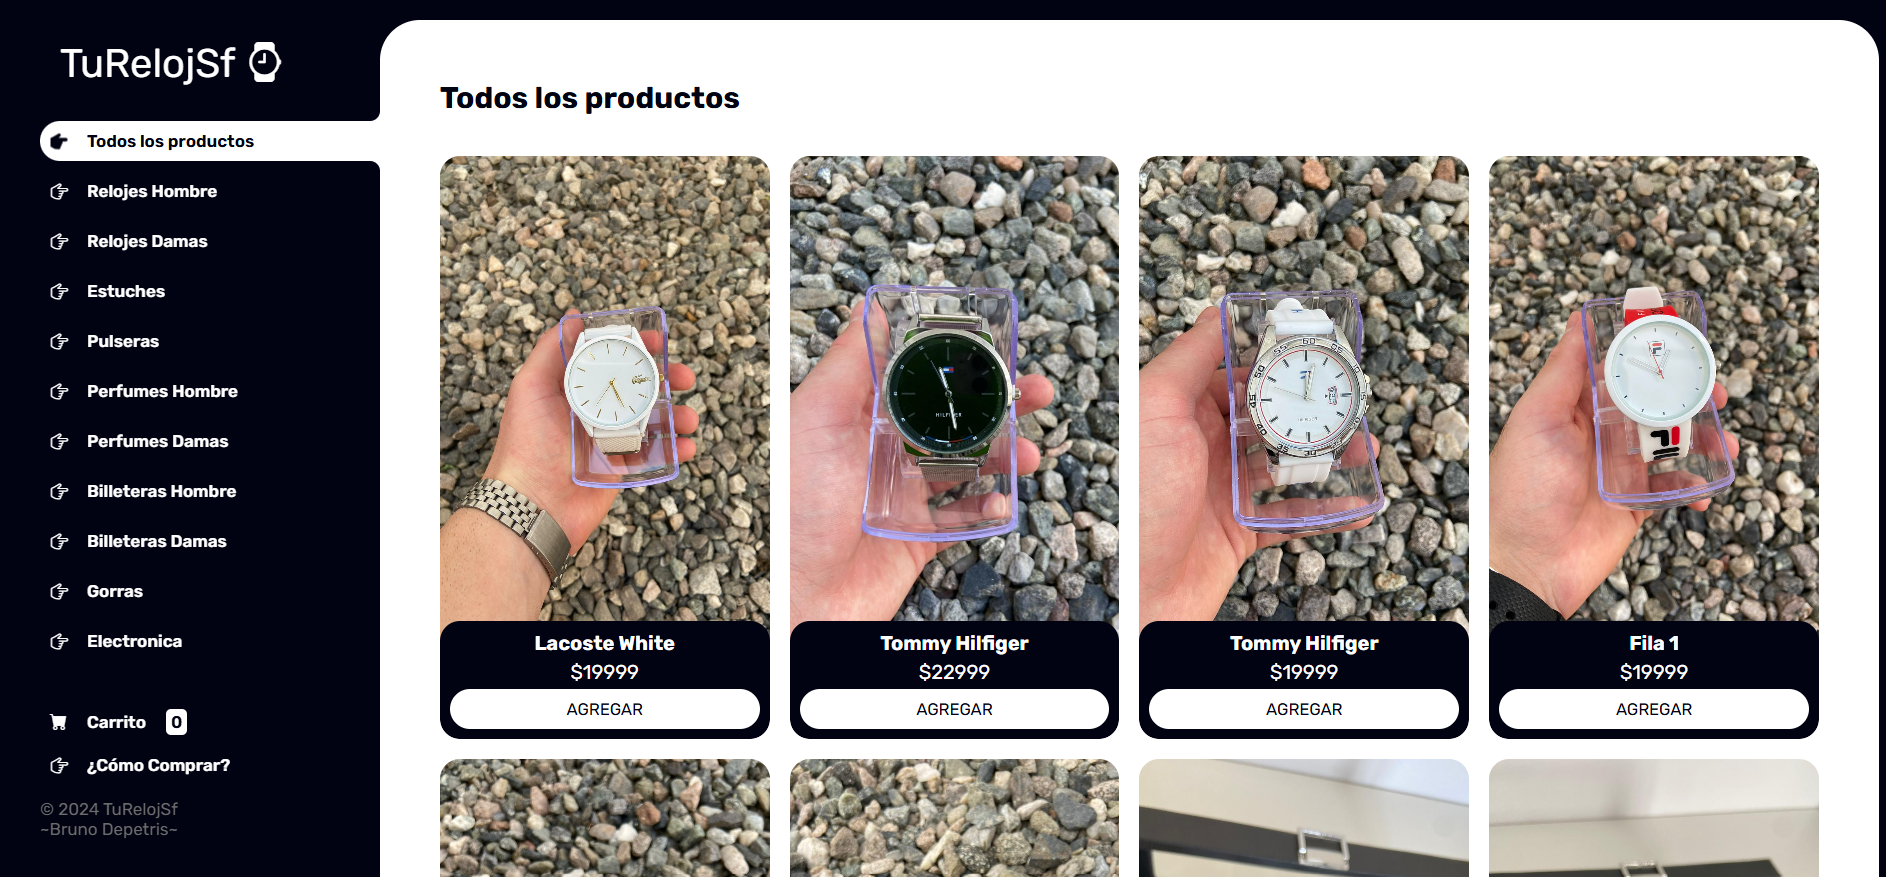 TuRelojSf
Todos los productos
Relojes Hombre
Relojes Damas
Estuches
Pulseras
Perfumes Hombre
Perfumes Damas
Billeteras Hombre
Billeteras Damas
Gorras
Electronica
Carrito 0
¿Cómo Comprar?
© 2024 TuRelojSf
~Bruno Depetris~
Todos los productos
Lacoste White
$19999
AGREGAR
HILFIGER
Tommy Hilfiger
$22999
AGREGAR
Tommy Hilfiger
$19999
AGREGAR
Fila 1
$19999
AGREGAR